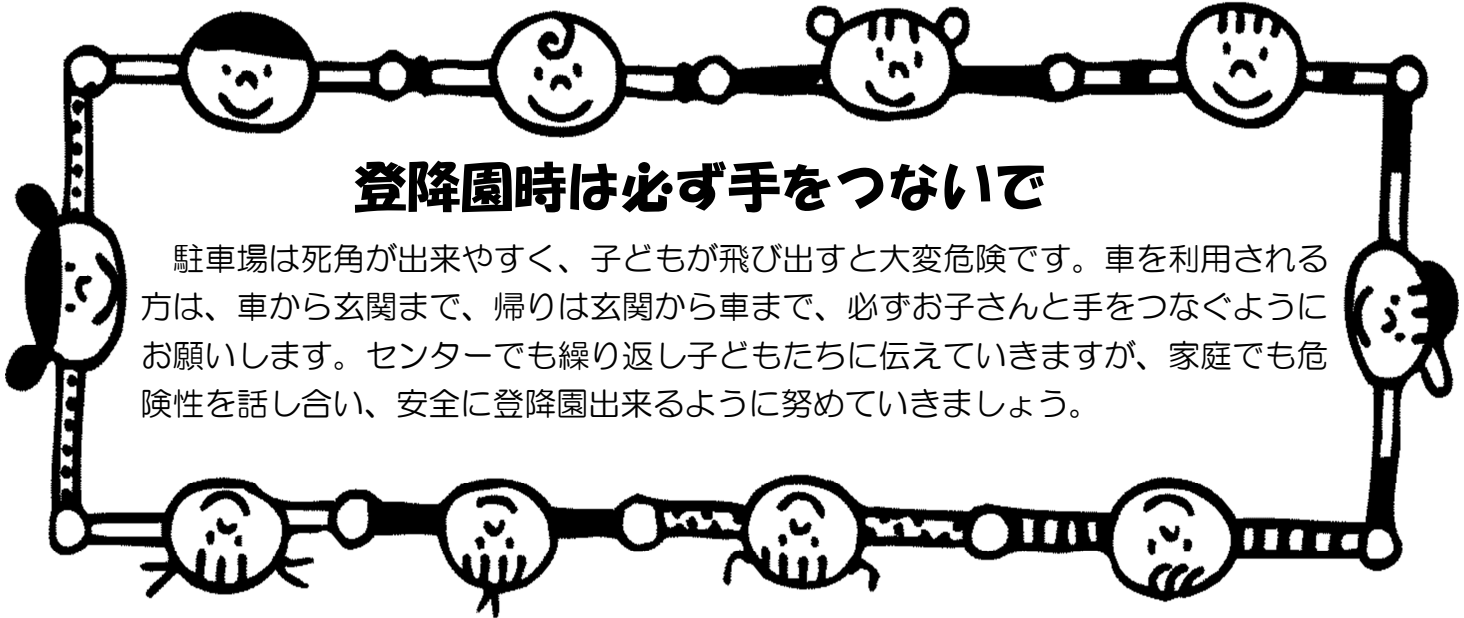 登降園時は必ず手をつないで
駐車場は死角が出来やすく、子どもが飛び出すと大変危険です。車を利用される
方は、車から玄関まで、帰りは玄関から車まで、必ずお子さんと手をつなぐように
お願いします。センターでも繰り返し子どもたちに伝えていきますが、家庭でも危
険性を話し合い、安全に登降園出来るように努めていきましょう。